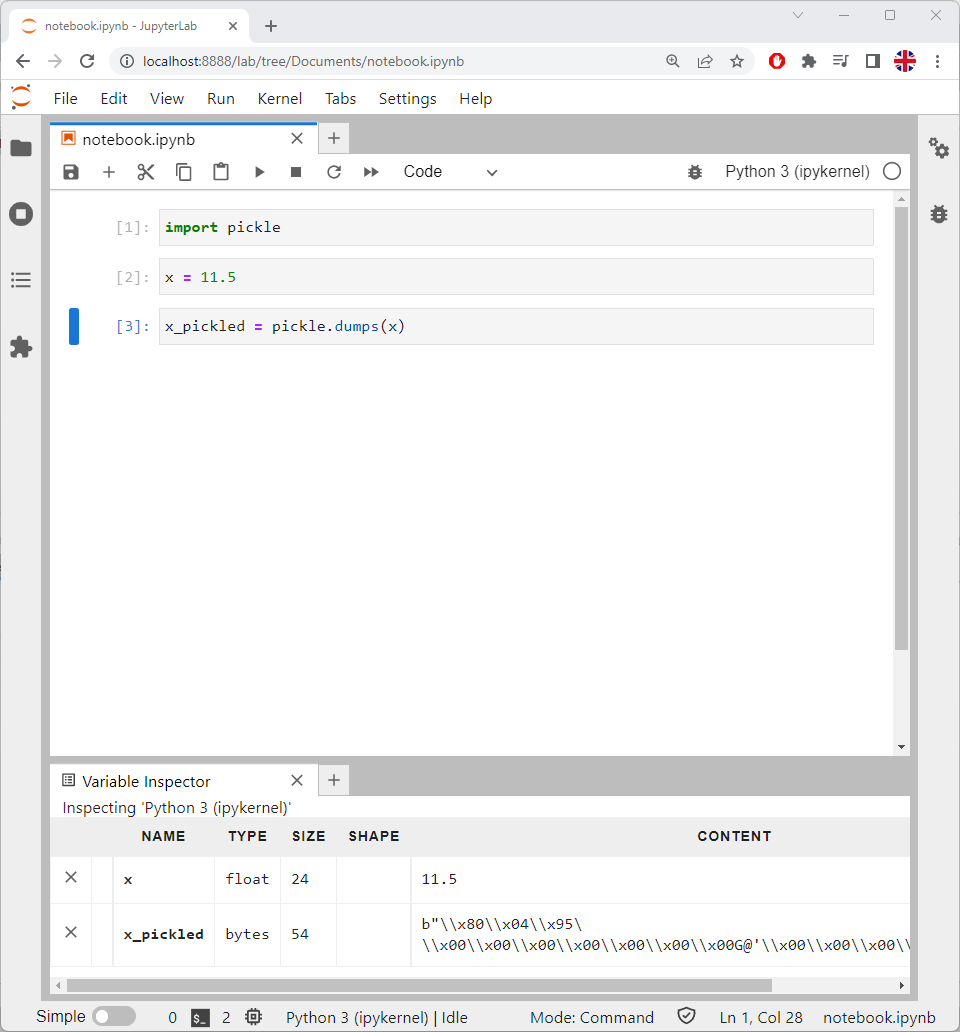 notebook.ipynb - JupyterLab
localhost:8888/lab/tree/Documents/notebook.ipynb
File Edit View Run Kernel Tabs Settings Help
notebook.ipynb
Code Python 3 (ipykernel)
[1]: import pickle
[2]: x = 11.5
[3]: x_pickled = pickle.dumps(x)
Variable Inspector
Inspecting 'Python 3 (ipykernel)'
NAME TYPE SIZE SHAPE CONTENT
x float 24 11.5
x_pickled bytes 54 b"\\x80\\x04\\x95\
\\x00\\x00\\x00\\x00\\x00\\x00\\x00G@'\\x00\\x00\\x00\\
Simple 0 $_ 2 Python 3 (ipykernel) | Idle Mode: Command Ln 1, Col 28 notebook.ipynb